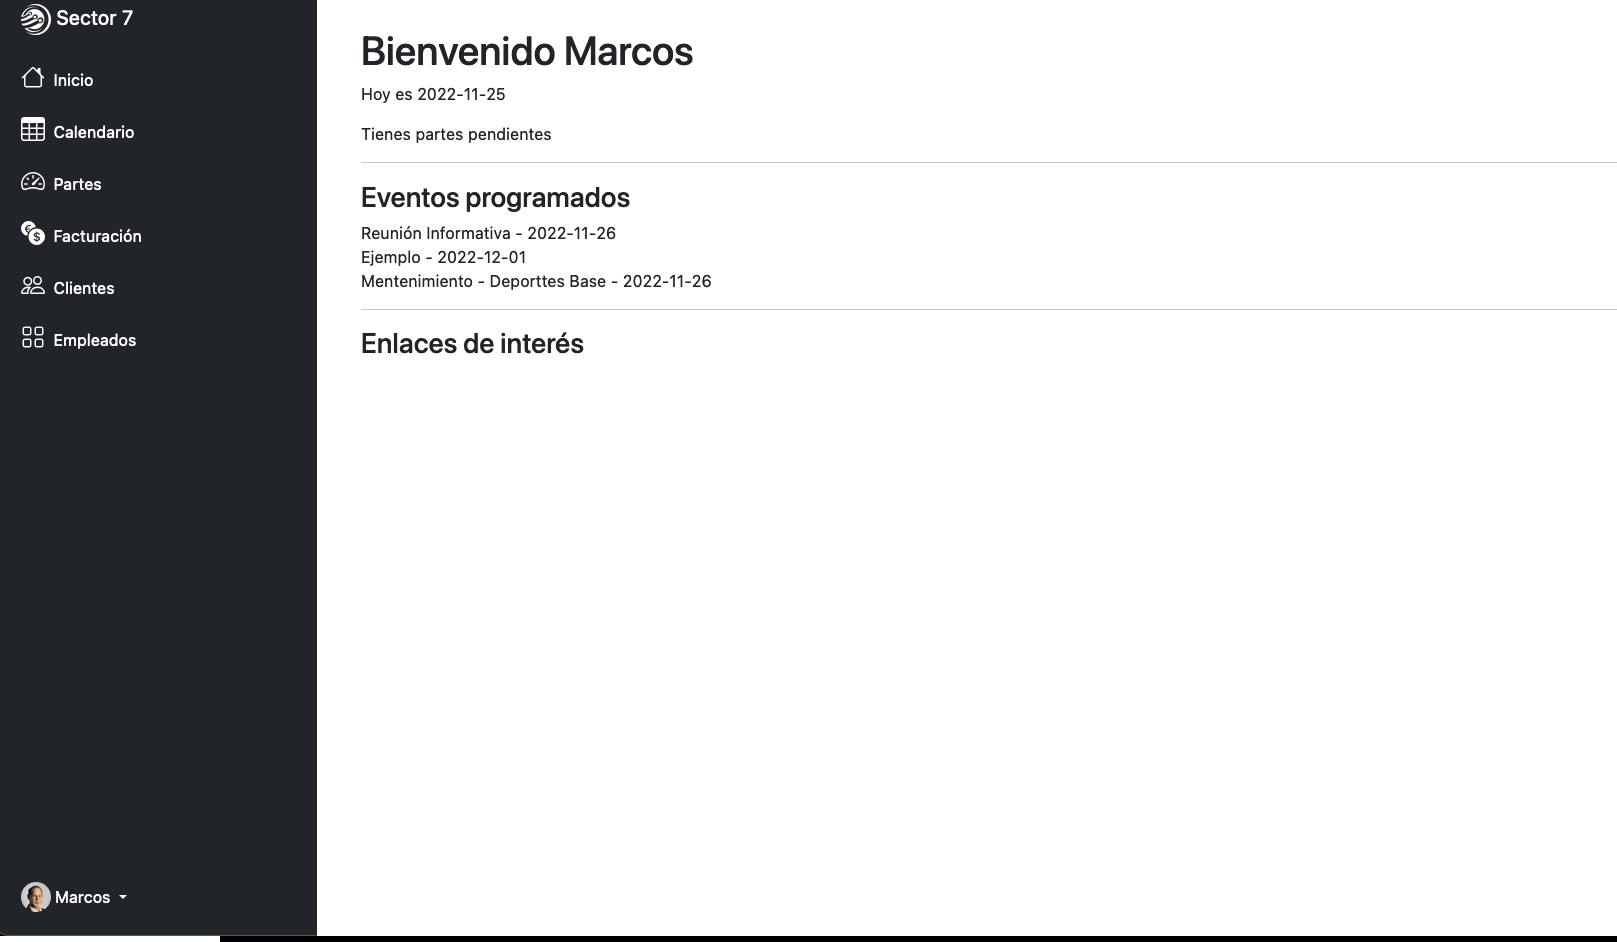 Sector 7
Inicio
Calendario
Partes
Facturación
Clientes
Empleados
Marcos
Bienvenido Marcos
Hoy es 2022-11-25
Tienes partes pendientes
Eventos programados
Reunión Informativa - 2022-11-26
Ejemplo - 2022-12-01
Mentenimiento - Deporttes Base - 2022-11-26
Enlaces de interés